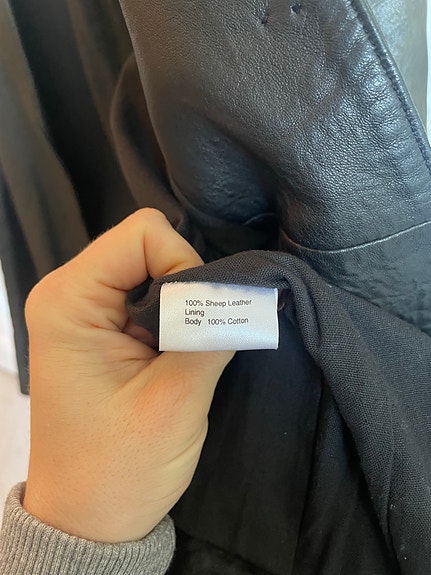 100% Sheep Leather
Lining
Body 100% Cotton